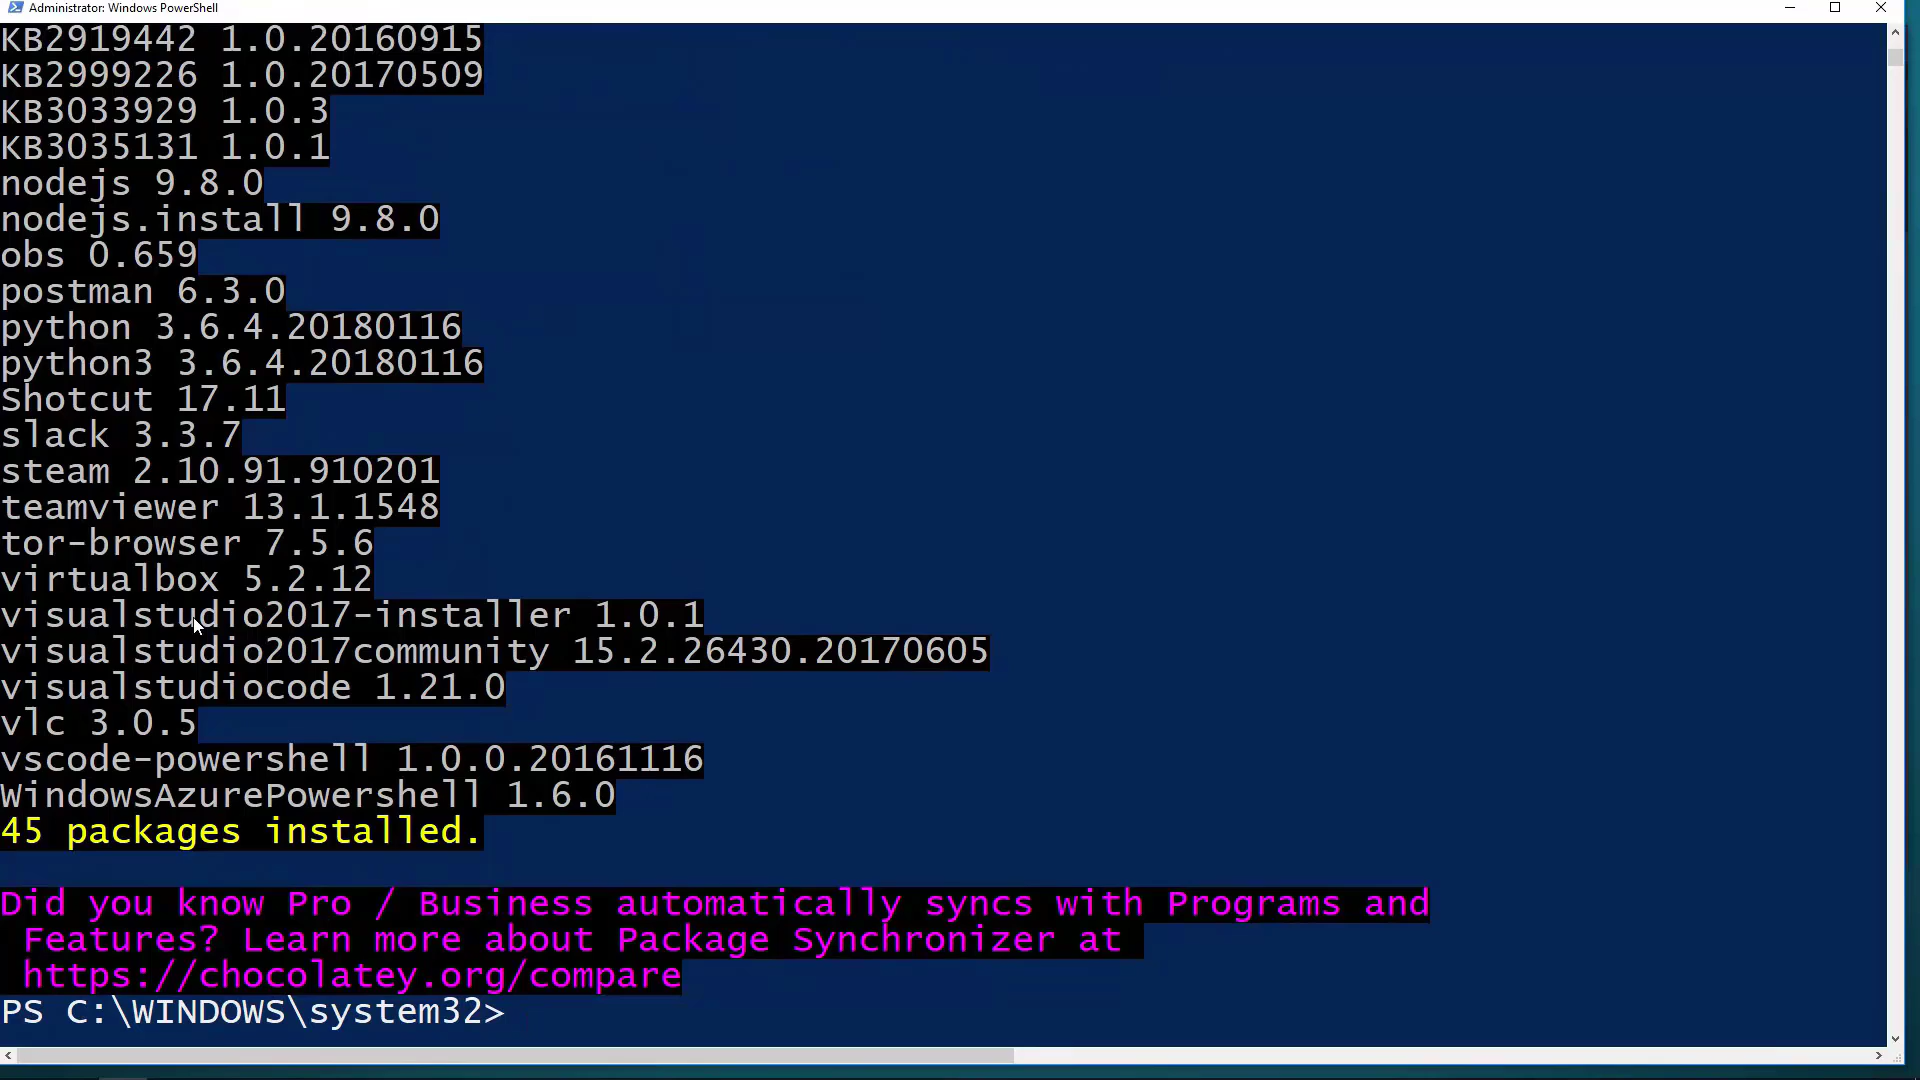 Administrator: Windows PowerShell
KB2919442 1.0.20160915
KB2999226 1.0.20170509
KB3033929 1.0.3
KB3035131 1.0.1
nodejs 9.8.0
nodejs.install 9.8.0
obs 0.659
postman 6.3.0
python 3.6.4.20180116
python3 3.6.4.20180116
Shotcut 17.11
slack 3.3.7
steam 2.10.91.910201
teamviewer 13.1.1548
tor-browser 7.5.6
virtualbox 5.2.12
visualstudio2017-installer 1.0.1
visualstudio2017community 15.2.26430.20170605
visualstudiocode 1.21.0
vlc 3.0.5
vscode-powershell 1.0.0.20161116
WindowsAzurePowershell 1.6.0
45 packages installed.
Did you know Pro / Business automatically syncs with Programs and
Features? Learn more about Package Synchronizer at
https://chocolatey.org/compare
PS C:\WINDOWS\system32>